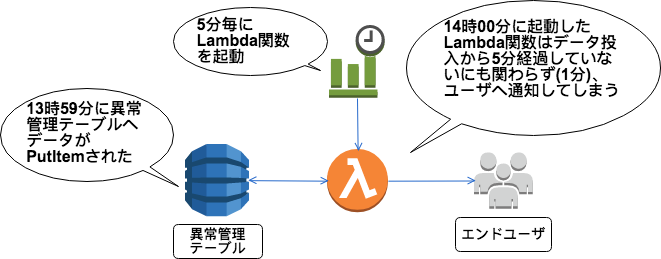 5分毎に
Lambda関数
を起動
14時00分に起動した
Lambda関数はデータ投
入から5分経過していな
いにも関わらず(1分)、
ユーザへ通知してしまう
13時59分に異常
管理テーブルへ
データが
PutItemされた
異常管理
テーブル
エンドユーザ